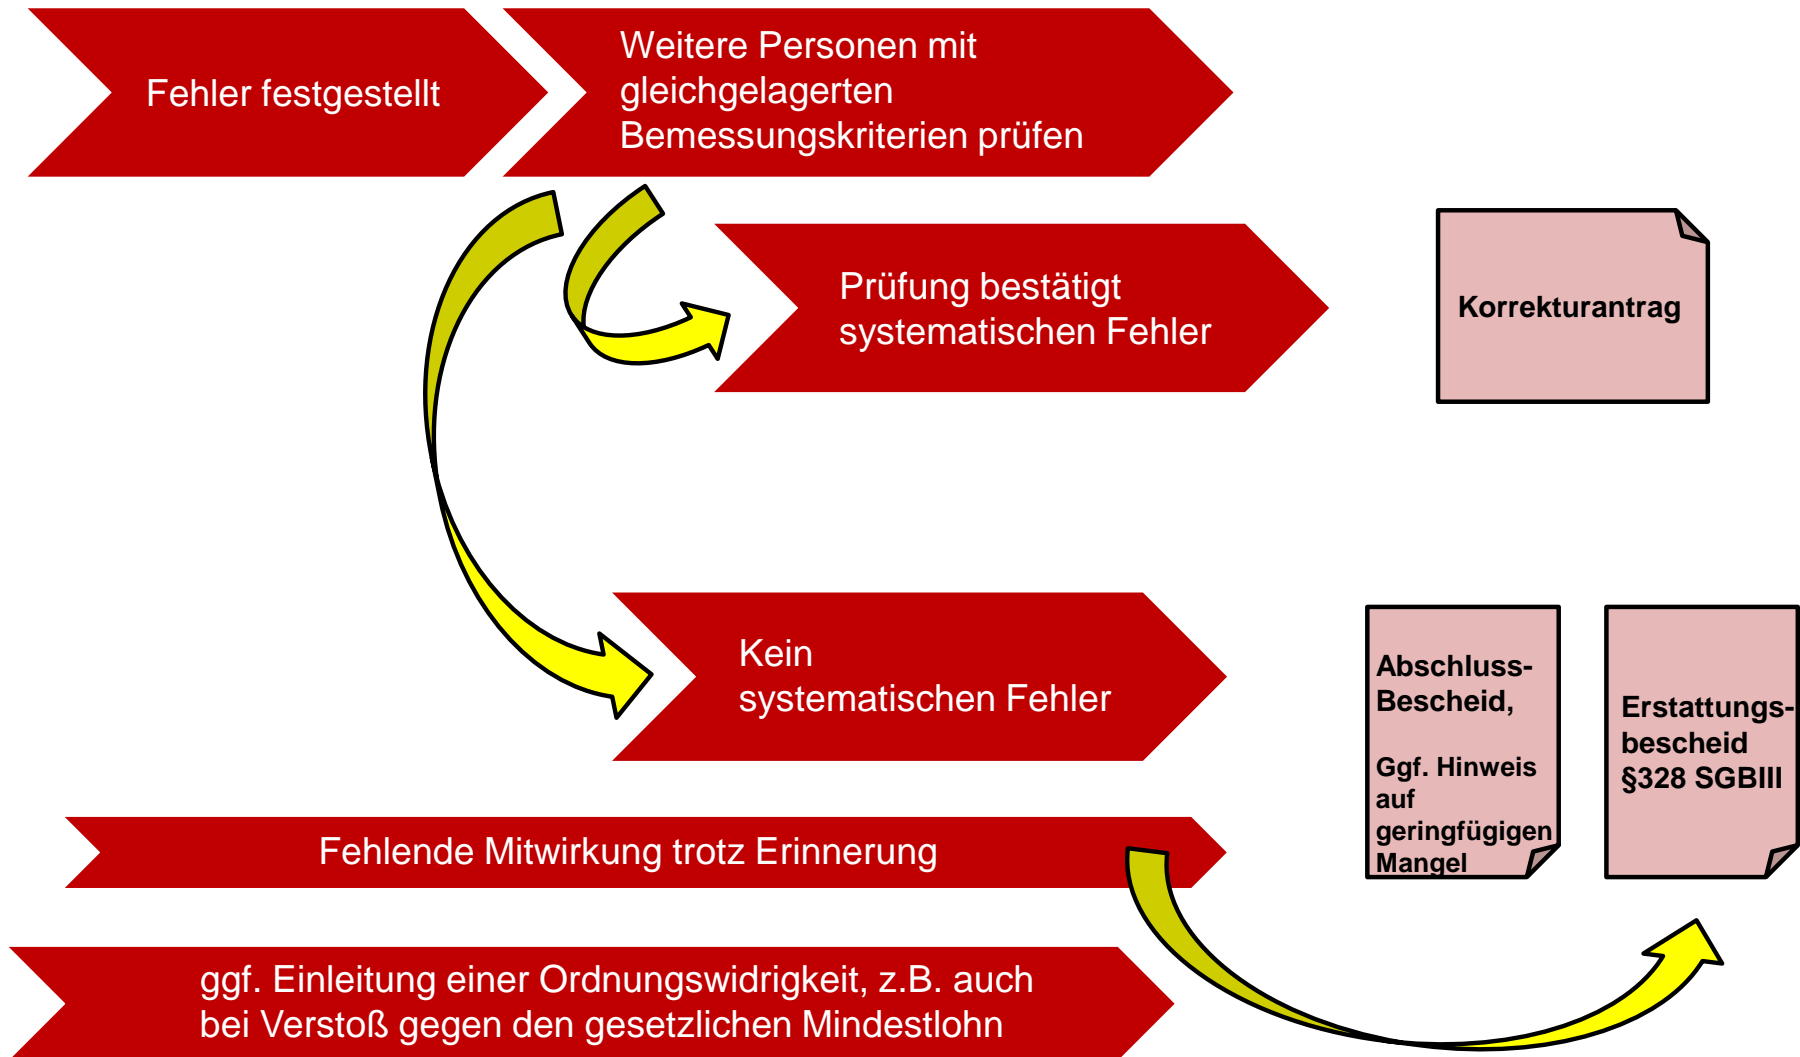 Fehler festgestellt
Weitere Personen mit
gleichgelagerten
Bemessungskriterien prüfen
Prüfung bestätigt
systematischen Fehler
Korrekturantrag
Kein
systematischen Fehler
Abschluss-
Bescheid,
Ggf. Hinweis
auf
geringfügigen
Mangel
Erstattungs-
bescheid
§328 SGBIII
Fehlende Mitwirkung trotz Erinnerung
ggf. Einleitung einer Ordnungswidrigkeit, z.B. auch
bei Verstoß gegen den gesetzlichen Mindestlohn